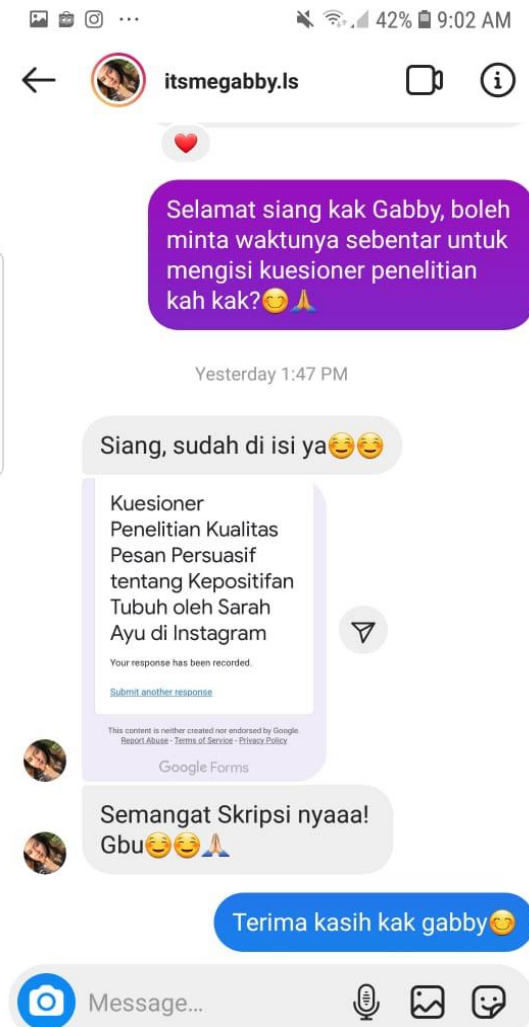 42% 9:02 AM
itsmegabby.ls
Selamat siang kak Gabby, boleh
minta waktunya sebentar untuk
mengisi kuesioner penelitian
kah kak?😊🙏
Yesterday 1:47 PM
Siang, sudah di isi ya☺️☺️
Kuesioner
Penelitian Kualitas
Pesan Persuasif
tentang Kepositifan
Tubuh oleh Sarah
Ayu di Instagram
Your response has been recorded.
Submit another response
This content is neither created nor endorsed by Google.
Report Abuse - Terms of Service - Privacy Policy
Google Forms
Semangat Skripsi nyaaa!
Gbu☺️☺️🙏🏼
Terima kasih kak gabby😊
Message...